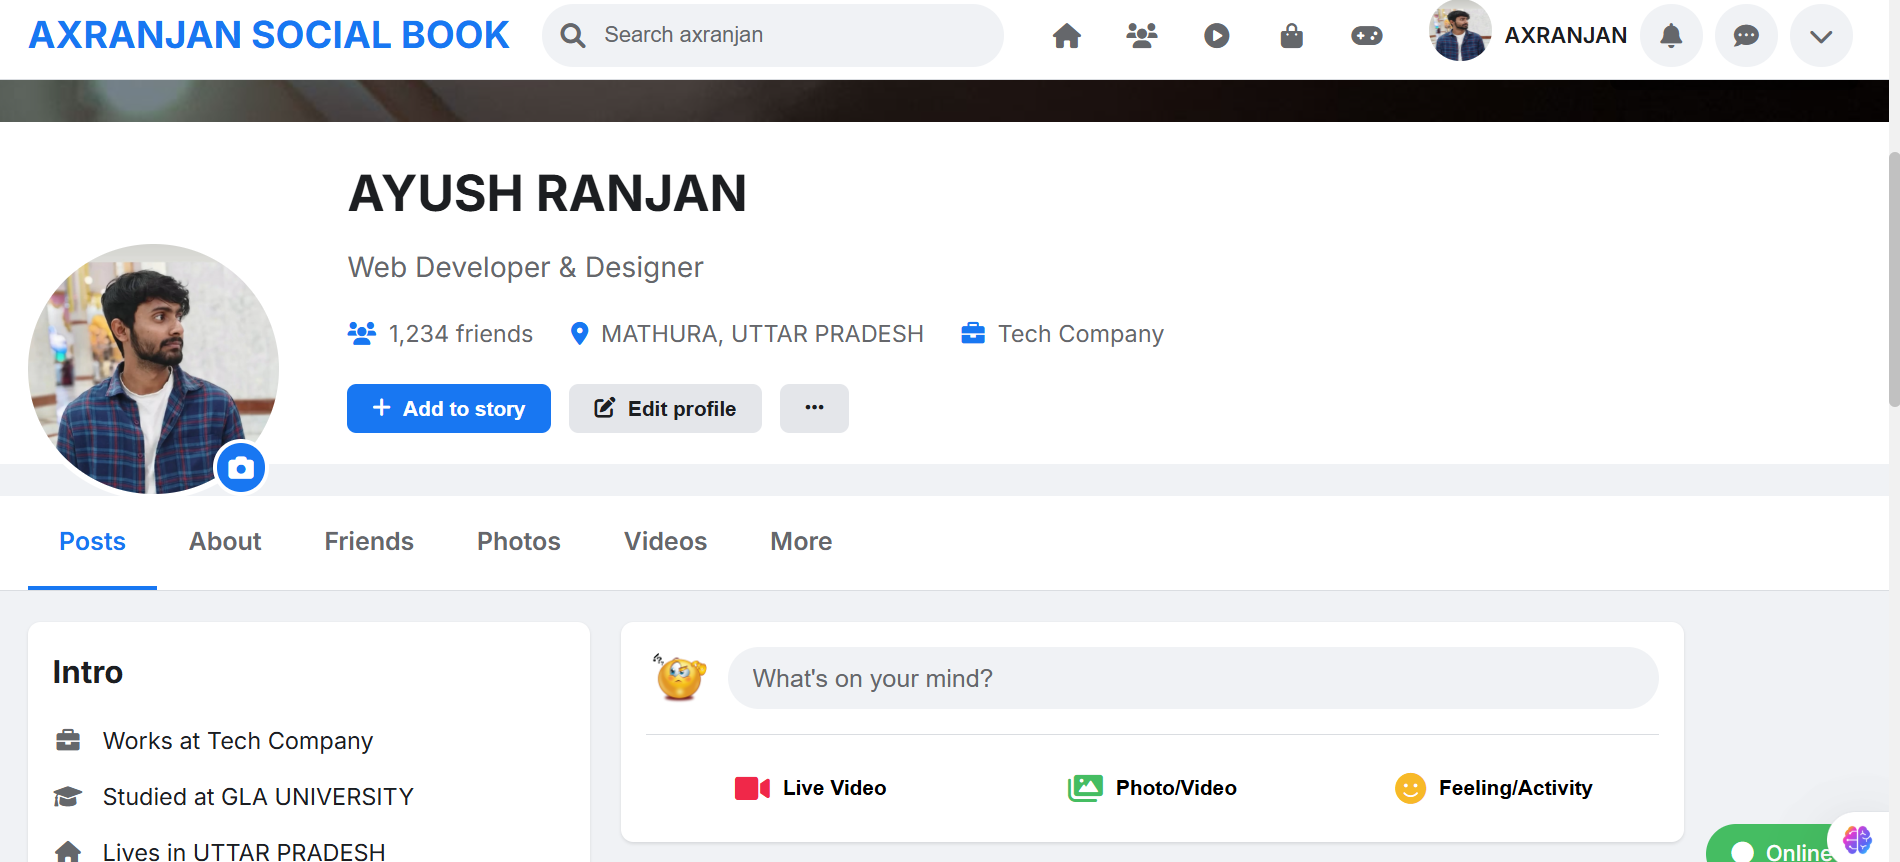 AXRANJAN SOCIAL BOOK
Search axranjan
AXRANJAN
AYUSH RANJAN
Web Developer & Designer
1,234 friends
MATHURA, UTTAR PRADESH
Tech Company
Add to story
Edit profile
Posts
About
Friends
Photos
Videos
More
Intro
Works at Tech Company
Studied at GLA UNIVERSITY
Lives in UTTAR PRADESH
What's on your mind?
Live Video
Photo/Video
Feeling/Activity
Online